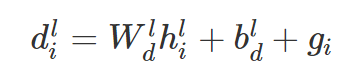 $d_i^l = W_d^l h_i^l + b_d^l + g_i$